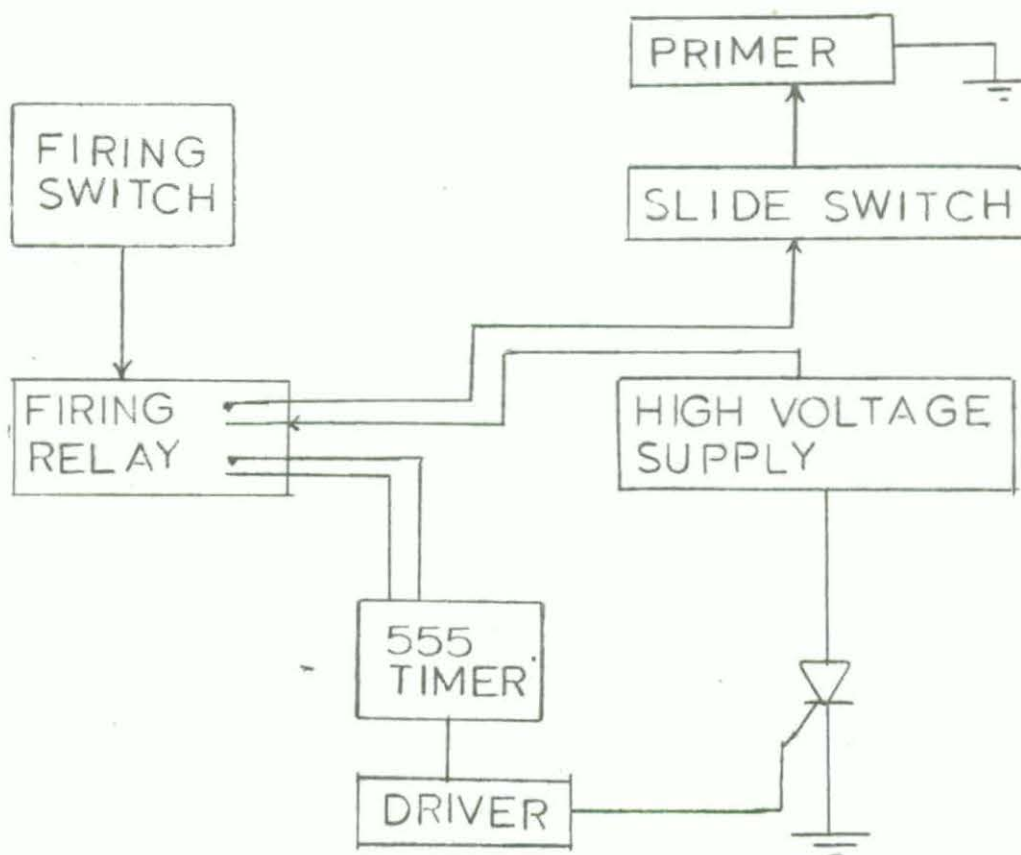 PRIMER
FIRING
SWITCH
SLIDE SWITCH
FIRING
RELAY
HIGH VOLTAGE
SUPPLY
555
TIMER
DRIVER